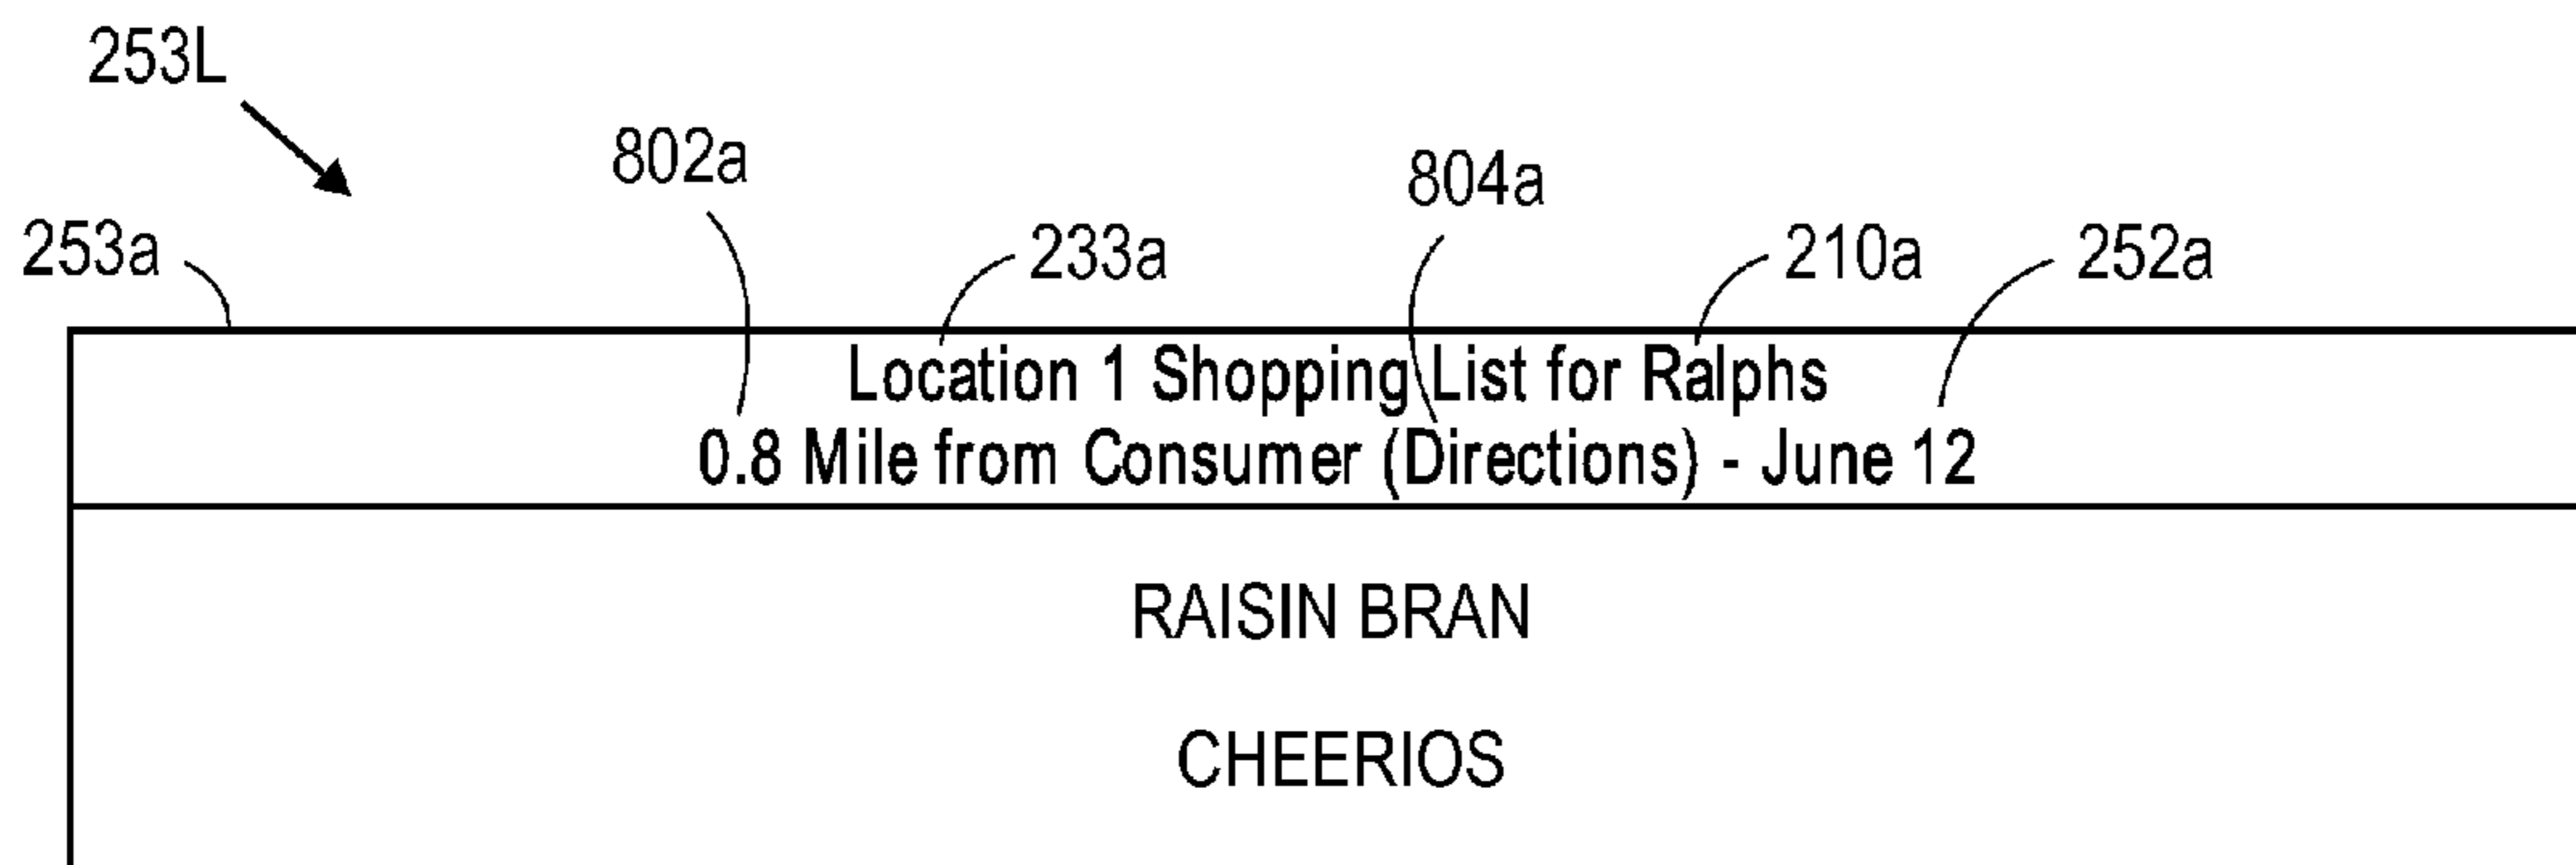 253L
802a
804a
253a
233a
210a
252a
Location 1 Shopping List for Ralphs
0.8 Mile from Consumer (Directions) - June 12
RAISIN BRAN
CHEERIOS